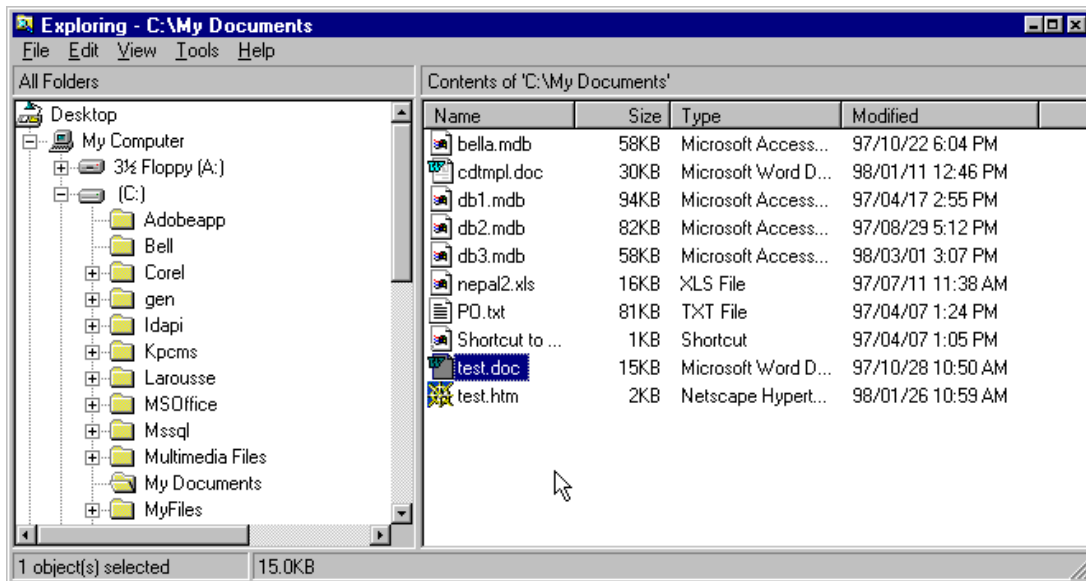 Exploring - C:\My Documents
File Edit View Tools Help
All Folders
Contents of 'C:\My Documents'
Desktop
My Computer
3½ Floppy (A:)
(C:)
Adobeapp
Bell
Corel
gen
Idapi
Kpcms
Larousse
MSOffice
Mssql
Multimedia Files
My Documents
MyFiles
Name Size Type Modified
bella.mdb 58KB Microsoft Access... 97/10/22 6:04 PM
cdtmpl.doc 30KB Microsoft Word D... 98/01/11 12:46 PM
db1.mdb 94KB Microsoft Access... 97/04/17 2:55 PM
db2.mdb 82KB Microsoft Access... 97/08/29 5:12 PM
db3.mdb 58KB Microsoft Access... 98/03/01 3:07 PM
nepal2.xls 16KB XLS File 97/07/11 11:38 AM
PO.txt 81KB TXT File 97/04/07 1:24 PM
Shortcut to ... 1KB Shortcut 97/04/07 1:05 PM
test.doc 15KB Microsoft Word D... 97/10/28 10:50 AM
test.htm 2KB Netscape Hypert... 98/01/26 10:59 AM
1 object(s) selected 15.0KB